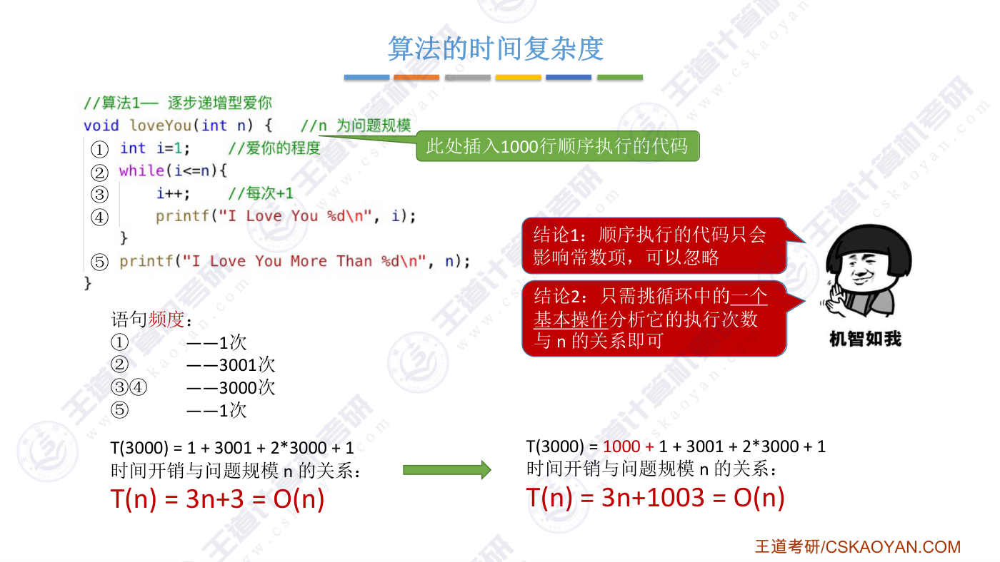 算法的时间复杂度
//算法1—— 逐步递增型爱你
void loveYou(int n) { //n 为问题规模
此处插入1000行顺序执行的代码
① int i=1; //爱你的程度
② while(i<=n){
③ i++; //每次+1
④ printf("I Love You %d\n", i);
}
⑤ printf("I Love You More Than %d\n", n);
}
结论1：顺序执行的代码只会
影响常数项，可以忽略
结论2：只需挑循环中的一个
基本操作分析它的执行次数
与 n 的关系即可
机智如我
语句频度：
① ——1次
② ——3001次
③④ ——3000次
⑤ ——1次
T(3000) = 1 + 3001 + 2*3000 + 1
时间开销与问题规模 n 的关系：
T(n) = 3n+3 = O(n)
T(3000) = 1000 + 1 + 3001 + 2*3000 + 1
时间开销与问题规模 n 的关系：
T(n) = 3n+1003 = O(n)
王道考研/CSKAOYAN.COM
王道计算机考研
www.cskaoyan.com